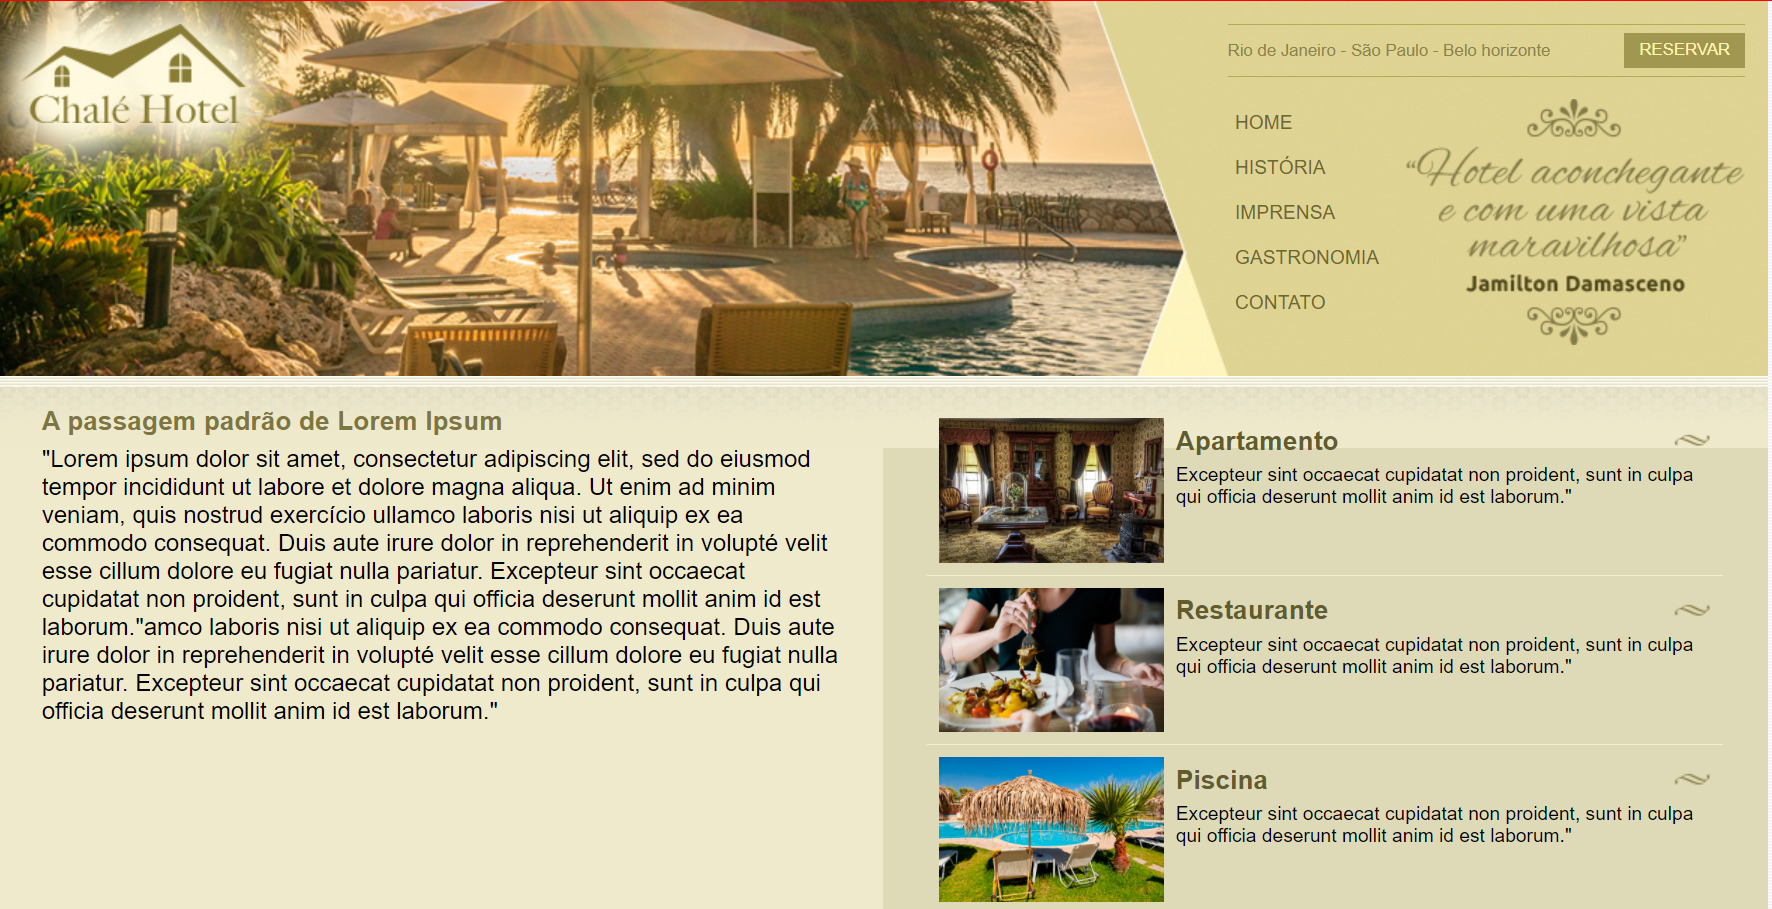 Chalé Hotel
Rio de Janeiro - São Paulo - Belo horizonte
RESERVAR
HOME
HISTÓRIA
IMPRENSA
GASTRONOMIA
CONTATO
“Hotel aconchegante
e com uma vista
maravilhosa”
Jamilton Damasceno
A passagem padrão de Lorem Ipsum
"Lorem ipsum dolor sit amet, consectetur adipiscing elit, sed do eiusmod
tempor incididunt ut labore et dolore magna aliqua. Ut enim ad minim
veniam, quis nostrud exercício ullamco laboris nisi ut aliquip ex ea
commodo consequat. Duis aute irure dolor in reprehenderit in volupté velit
esse cillum dolore eu fugiat nulla pariatur. Excepteur sint occaecat
cupidatat non proident, sunt in culpa qui officia deserunt mollit anim id est
laborum."amco laboris nisi ut aliquip ex ea commodo consequat. Duis aute
irure dolor in reprehenderit in volupté velit esse cillum dolore eu fugiat nulla
pariatur. Excepteur sint occaecat cupidatat non proident, sunt in culpa qui
officia deserunt mollit anim id est laborum."
Apartamento
Excepteur sint occaecat cupidatat non proident, sunt in culpa
qui officia deserunt mollit anim id est laborum."
Restaurante
Excepteur sint occaecat cupidatat non proident, sunt in culpa
qui officia deserunt mollit anim id est laborum."
Piscina
Excepteur sint occaecat cupidatat non proident, sunt in culpa
qui officia deserunt mollit anim id est laborum."